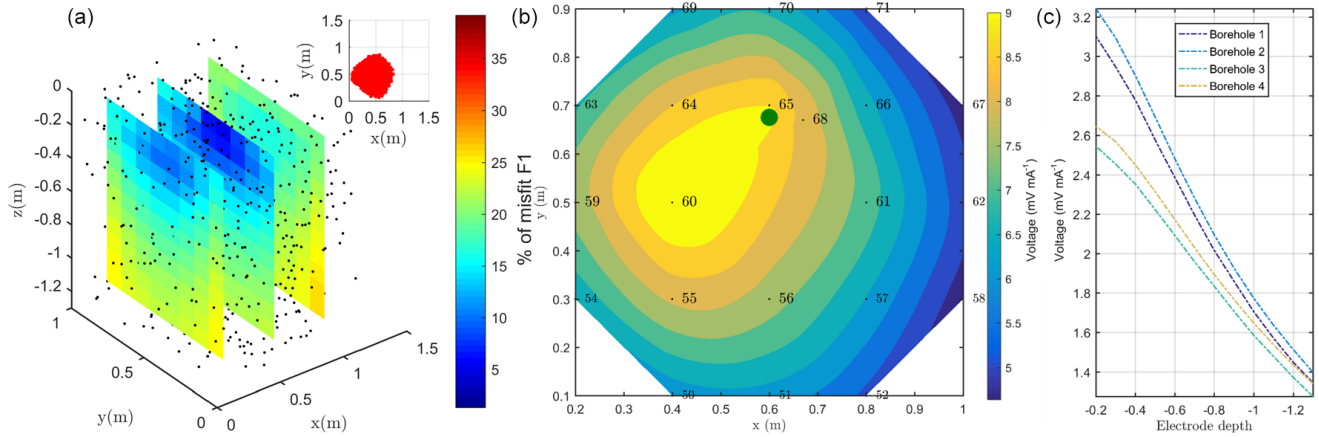 (a)
0
-0.2
-0.4
-0.6
-0.8
-1
-1.2
z(m)
1
0.5
0
y(m)
0
0.5
1
1.5
x(m)
1.5
1
0.5
0
y(m)
0 0.5 1 1.5
x(m)
35
30
25
20
15
10
5
% of misfit F1
(b)
0.9
0.8
0.7
0.6
0.5
0.4
0.3
0.2
0.1
y (m)
0.2 0.3 0.4 0.5 0.6 0.7 0.8 0.9 1
x (m)
69 70 71
63 64 65 66 67
68
59 60 61 62
54 55 56 57 58
50 51 52
9
8.5
8
7.5
7
6.5
6
5.5
5
Voltage (mV mA⁻¹)
(c)
Voltage (mV mA⁻¹)
3.2
3
2.8
2.6
2.4
2.2
2
1.8
1.6
1.4
Borehole 1
Borehole 2
Borehole 3
Borehole 4
-0.2 -0.4 -0.6 -0.8 -1 -1.2
Electrode depth